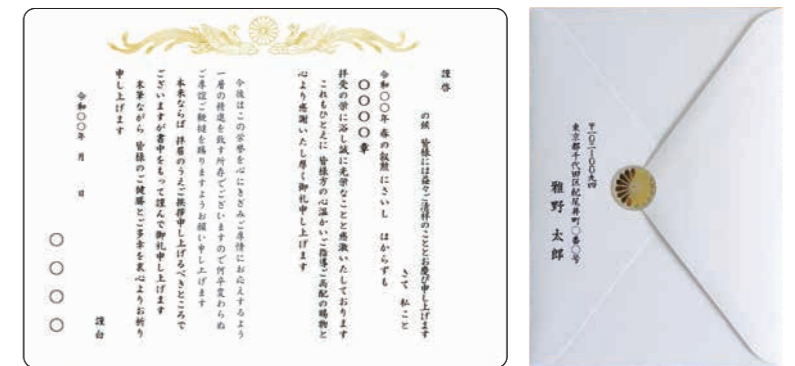 謹啓
の候 皆様には益々ご清祥のこととお慶び申し上げます
さて 私こと
令和〇〇年 春の叙勲にさいし はからずも
〇〇〇〇章
拝受の栄に浴し誠に光栄なことと感激いたしております
これもひとえに 皆様方の心温かいご指導ご高配の賜物と
心より感謝いたし厚く御礼申し上げます
今後はこの栄誉を心にきざみご厚情にお応えするよう
一層の精進を致す所存でございますので何卒変わらぬ
ご厚誼ご鞭撻を賜りますようお願い申し上げます
本来ならば 拝眉のうえご挨拶申し上げるべきところで
ございますが書中をもって謹んで御礼申し上げます
末筆ながら 皆様のご健勝とご多幸を衷心よりお祈り
申し上げます
謹白
令和〇〇年 月 日
〇〇〇〇
〒一〇二-〇〇九四
東京都千代田区紀尾井町〇番〇号
雅野 太郎